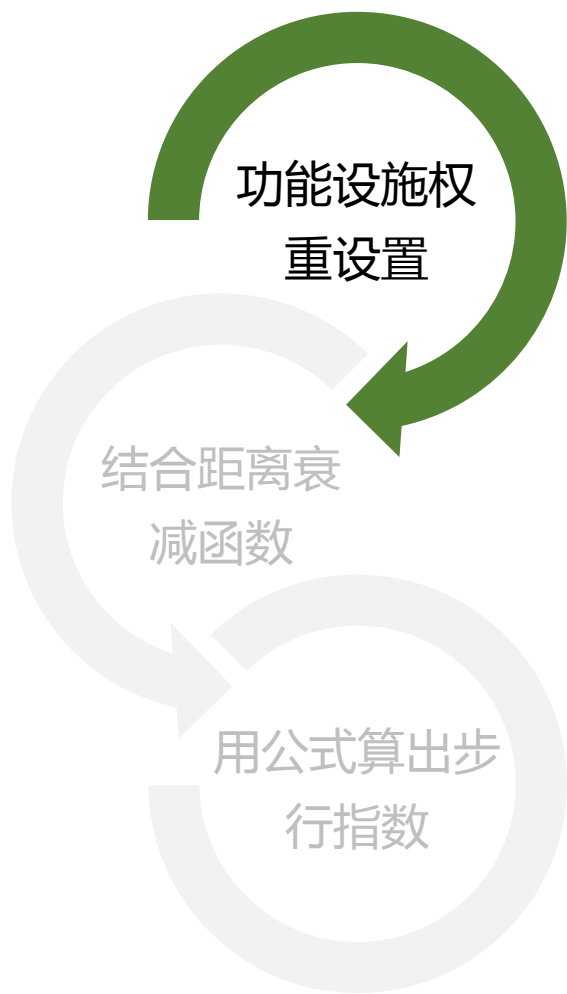 功能设施权
重设置
结合距离衰
减函数
用公式算出步
行指数